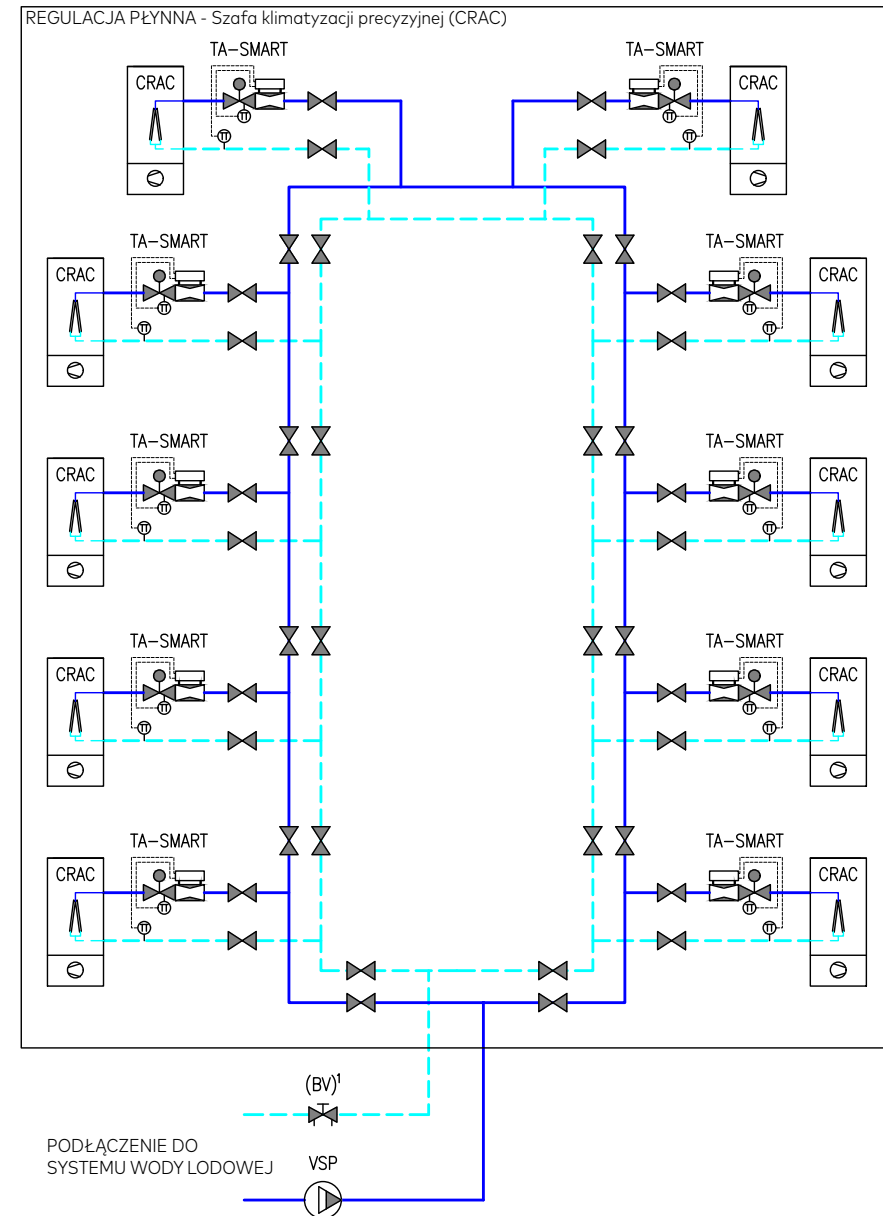 REGULACJA PŁYNNA - Szafa klimatyzacji precyzyjnej (CRAC)
TA-SMART TA-SMART
CRAC CRAC
TA-SMART TA-SMART
CRAC CRAC
TA-SMART TA-SMART
CRAC CRAC
TA-SMART TA-SMART
CRAC CRAC
TA-SMART TA-SMART
CRAC CRAC
(BV)¹
PODŁĄCZENIE DO
SYSTEMU WODY LODOWEJ
VSP